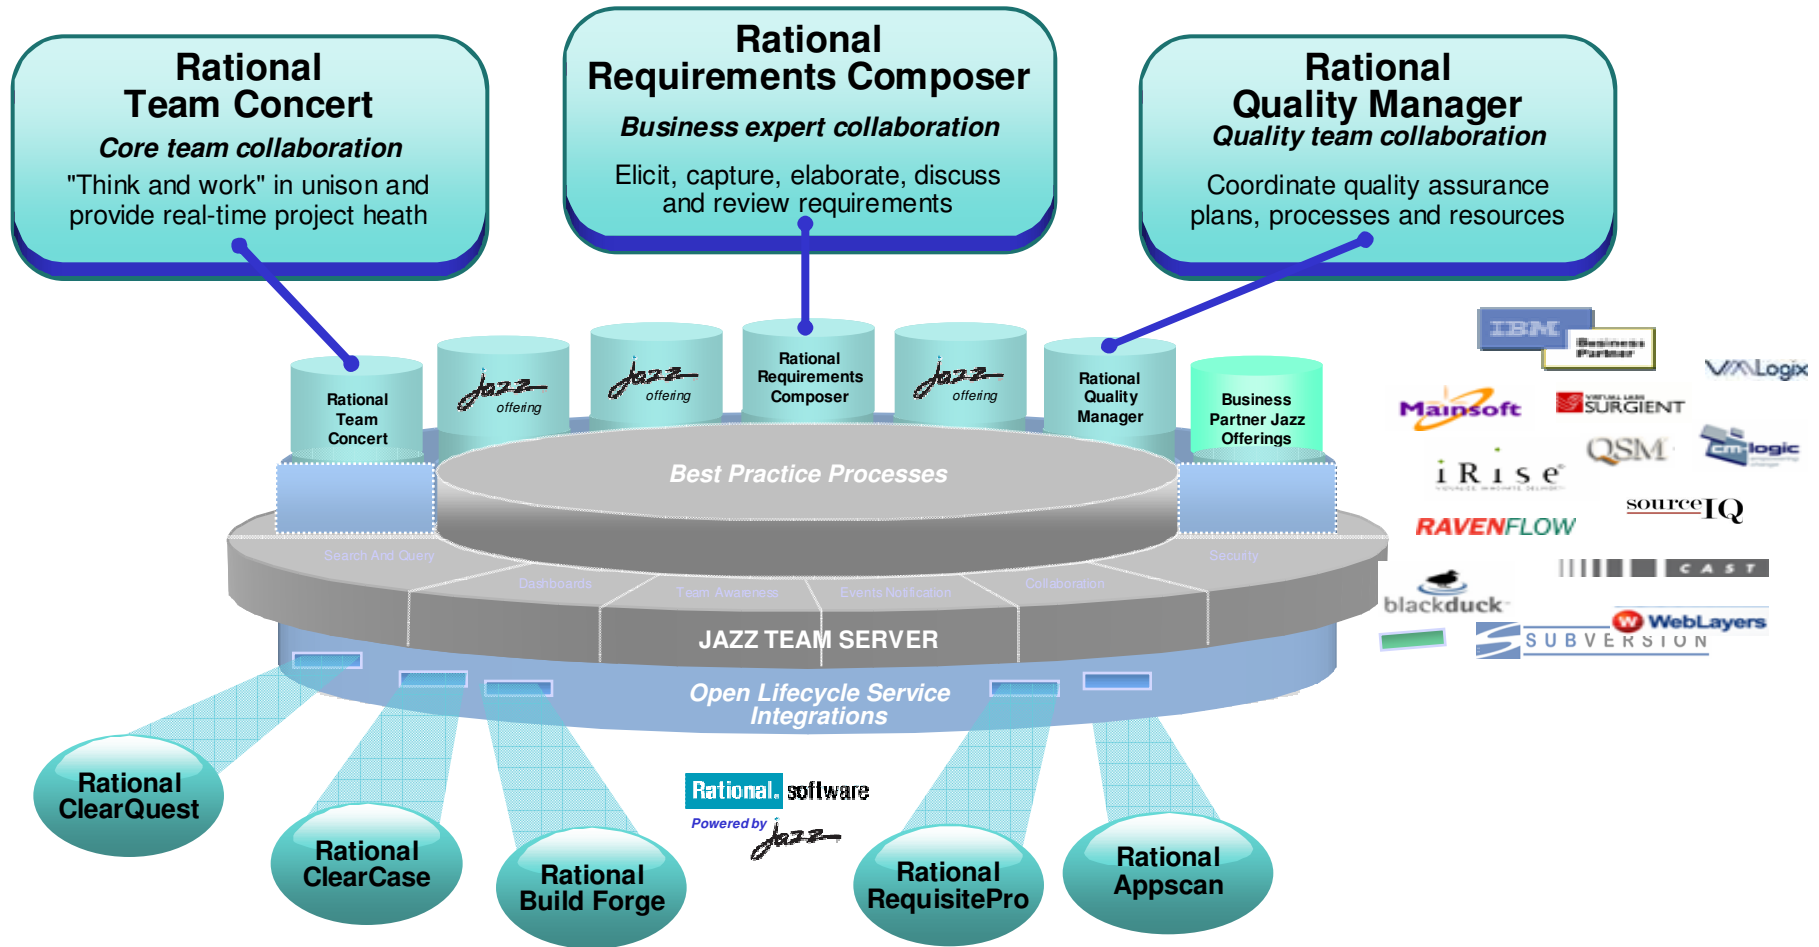 Rational
Team Concert
Core team collaboration
"Think and work" in unison and
provide real-time project heath
Rational
Requirements Composer
Business expert collaboration
Elicit, capture, elaborate, discuss
and review requirements
Rational
Quality Manager
Quality team collaboration
Coordinate quality assurance
plans, processes and resources
Rational
Team
Concert
jazz
offering
jazz
offering
Rational
Requirements
Composer
jazz
offering
Rational
Quality
Manager
Business
Partner Jazz
Offerings
Best Practice Processes
Search And Query
Dashboards
Team Awareness
Events Notification
Collaboration
Security
JAZZ TEAM SERVER
Open Lifecycle Service
Integrations
Rational
ClearQuest
Rational
ClearCase
Rational
Build Forge
Rational
RequisitePro
Rational
Appscan
Rational. software
Powered by
jazz
IBM
Business
Partner
VMLogix
Mainsoft
VIRTUAL LABS
SURGIENT
QSM
cm-logic
iRise
sourceIQ
RAVENFLOW
CAST
blackduck
WebLayers
SUBVERSION